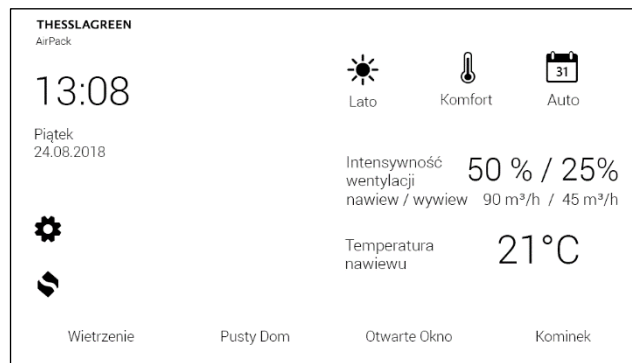 THESSLAGREEN
AirPack
13:08
Piątek
24.08.2018
31
Lato Komfort Auto
Intensywność
wentylacji
nawiew / wywiew
50 % / 25%
90 m³/h / 45 m³/h
Temperatura
nawiewu
21°C
Wietrzenie Pusty Dom Otwarte Okno Kominek